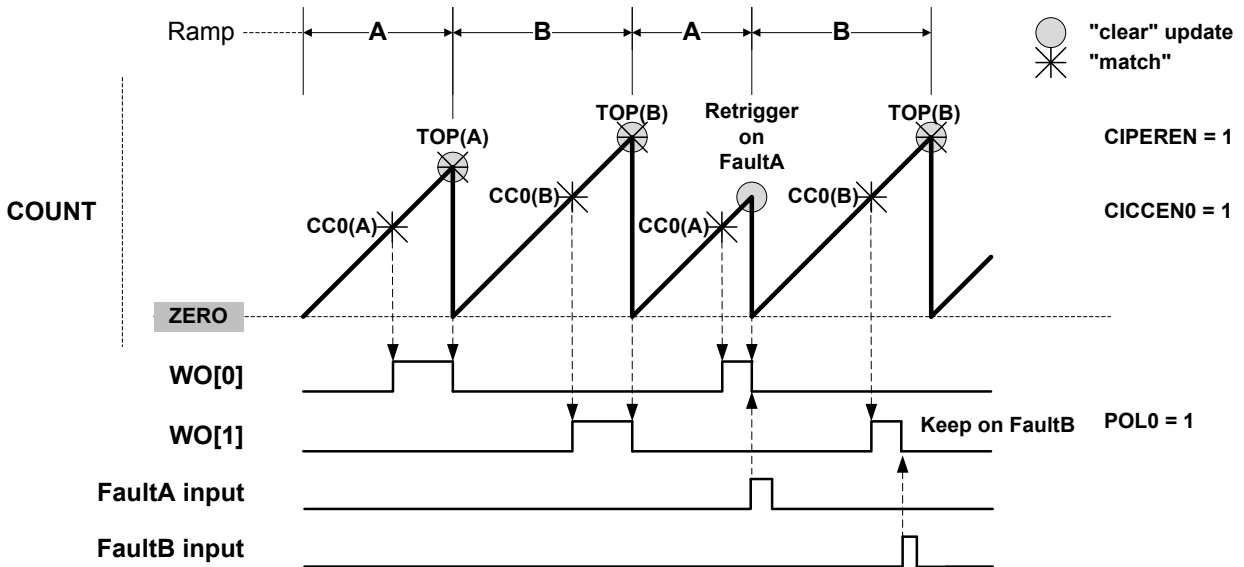 Ramp A B A B
"clear" update
"match"
TOP(A)
TOP(B)
Retrigger
on
FaultA
TOP(B)
CIPEREN = 1
COUNT
CC0(A)
CC0(B)
CC0(A)
CC0(B)
CICCEN0 = 1
ZERO
WO[0]
WO[1]
Keep on FaultB
POL0 = 1
FaultA input
FaultB input